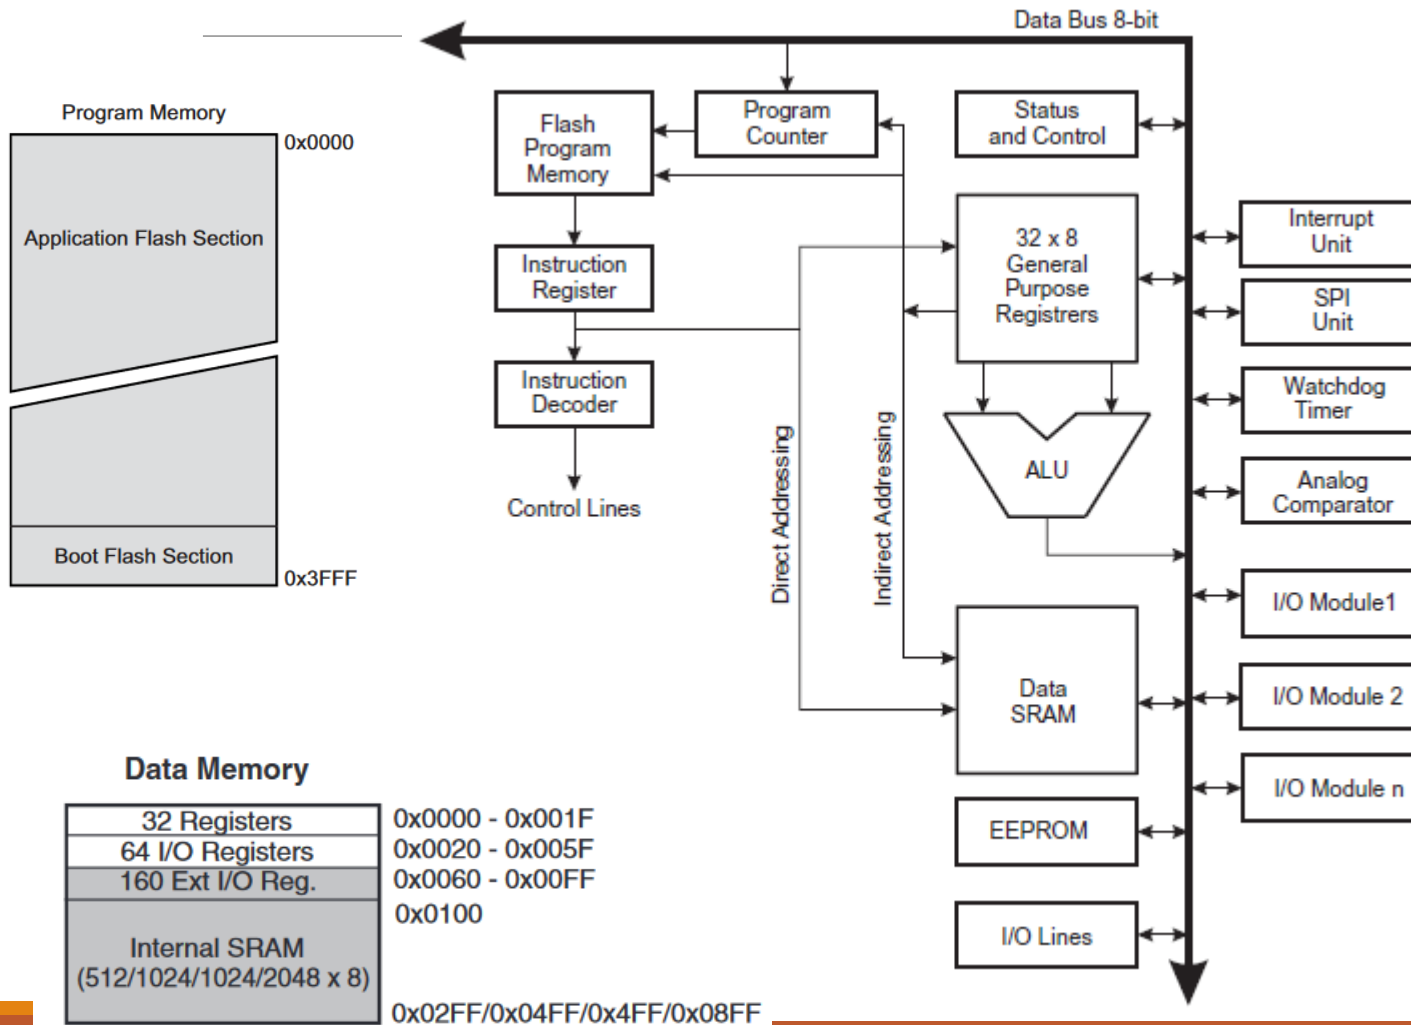 Data Bus 8-bit
Program Memory
0x0000
Application Flash Section
Boot Flash Section
0x3FFF
Flash
Program
Memory
Program
Counter
Instruction
Register
Instruction
Decoder
Control Lines
Direct Addressing
Indirect Addressing
Status
and Control
32 x 8
General
Purpose
Registrers
ALU
Data
SRAM
EEPROM
I/O Lines
Interrupt
Unit
SPI
Unit
Watchdog
Timer
Analog
Comparator
I/O Module1
I/O Module 2
I/O Module n
Data Memory
32 Registers
0x0000 - 0x001F
64 I/O Registers
0x0020 - 0x005F
160 Ext I/O Reg.
0x0060 - 0x00FF
0x0100
Internal SRAM
(512/1024/1024/2048 x 8)
0x02FF/0x04FF/0x4FF/0x08FF